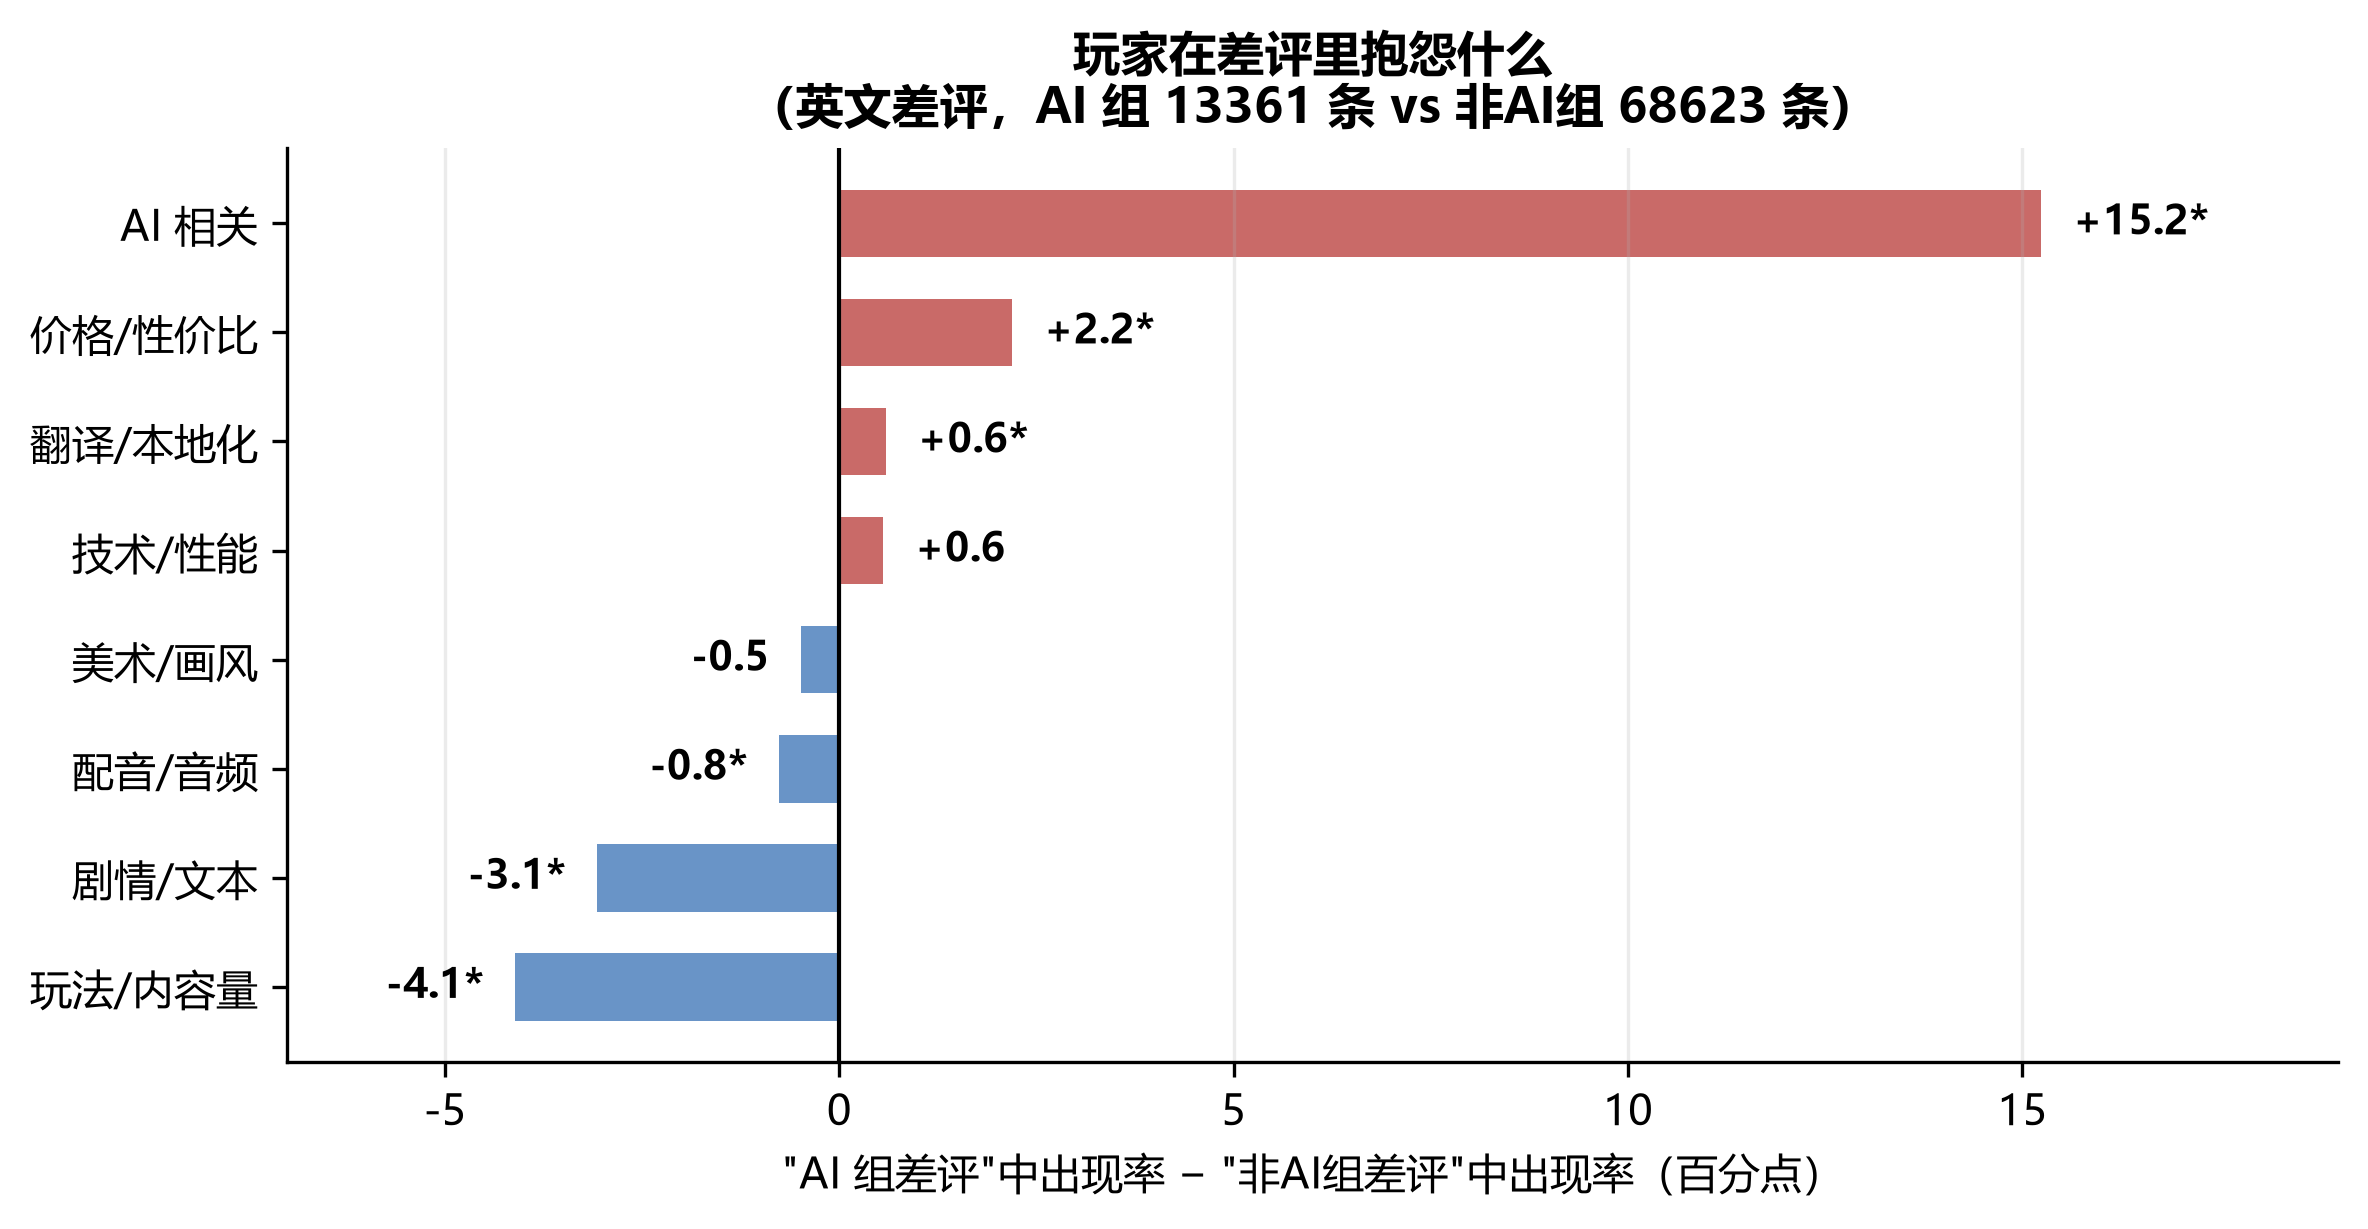 玩家在差评里抱怨什么
(英文差评，AI 组 13361 条 vs 非AI组 68623 条)
AI 相关
+15.2*
价格/性价比
+2.2*
翻译/本地化
+0.6*
技术/性能
+0.6
美术/画风
-0.5
配音/音频
-0.8*
剧情/文本
-3.1*
玩法/内容量
-4.1*
-5
0
5
10
15
"AI 组差评"中出现率 − "非AI组差评"中出现率（百分点）